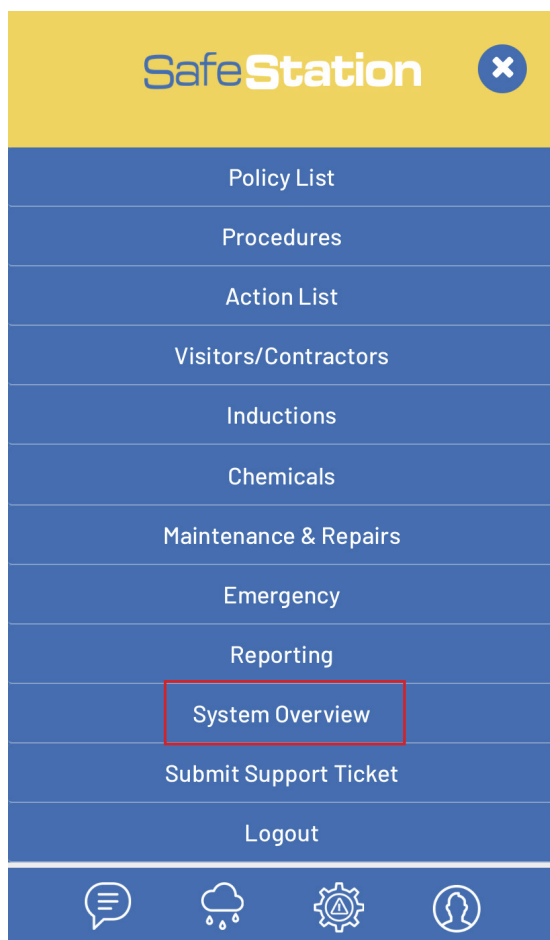 SafeStation
Policy List
Procedures
Action List
Visitors/Contractors
Inductions
Chemicals
Maintenance & Repairs
Emergency
Reporting
System Overview
Submit Support Ticket
Logout